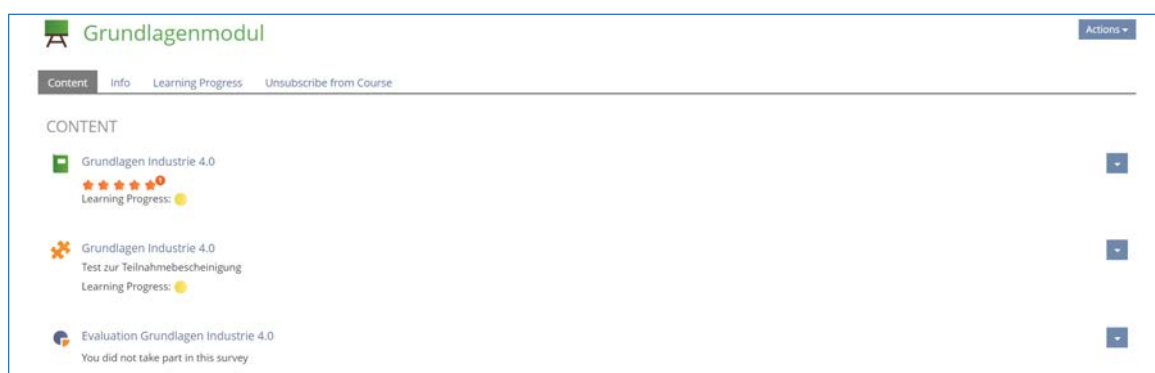 Grundlagenmodul
Actions
Content Info Learning Progress Unsubscribe from Course
CONTENT
Grundlagen Industrie 4.0
Learning Progress:
Grundlagen Industrie 4.0
Test zur Teilnahmebescheinigung
Learning Progress:
Evaluation Grundlagen Industrie 4.0
You did not take part in this survey